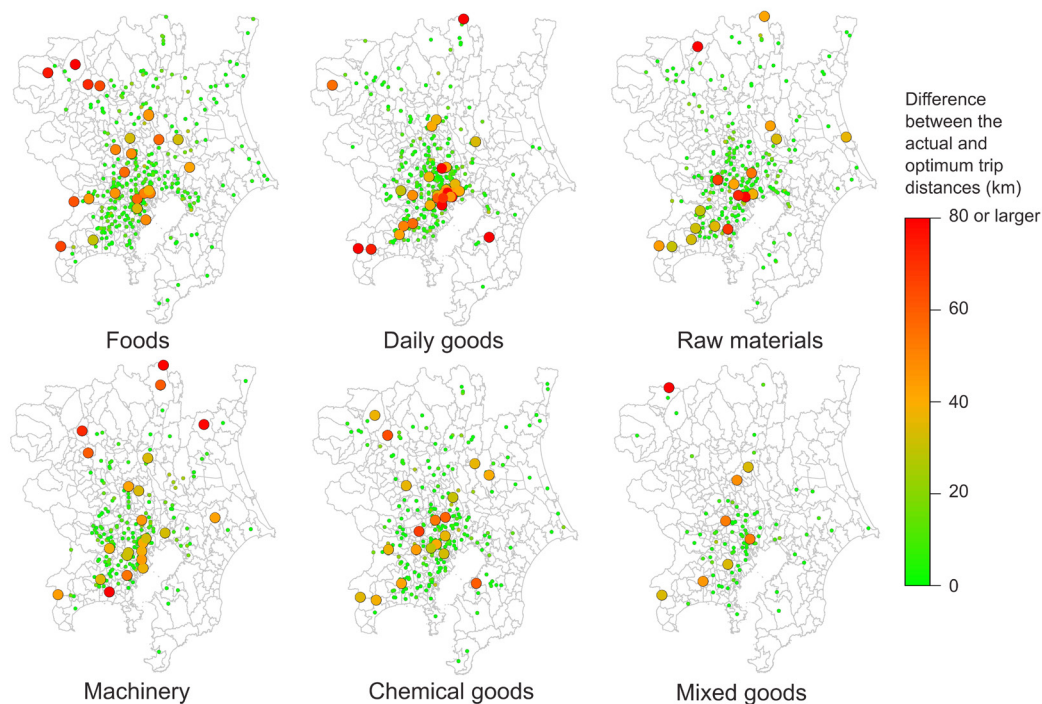 Foods
Daily goods
Raw materials
Machinery
Chemical goods
Mixed goods
Difference
between the
actual and
optimum trip
distances (km)
80 or larger
60
40
20
0